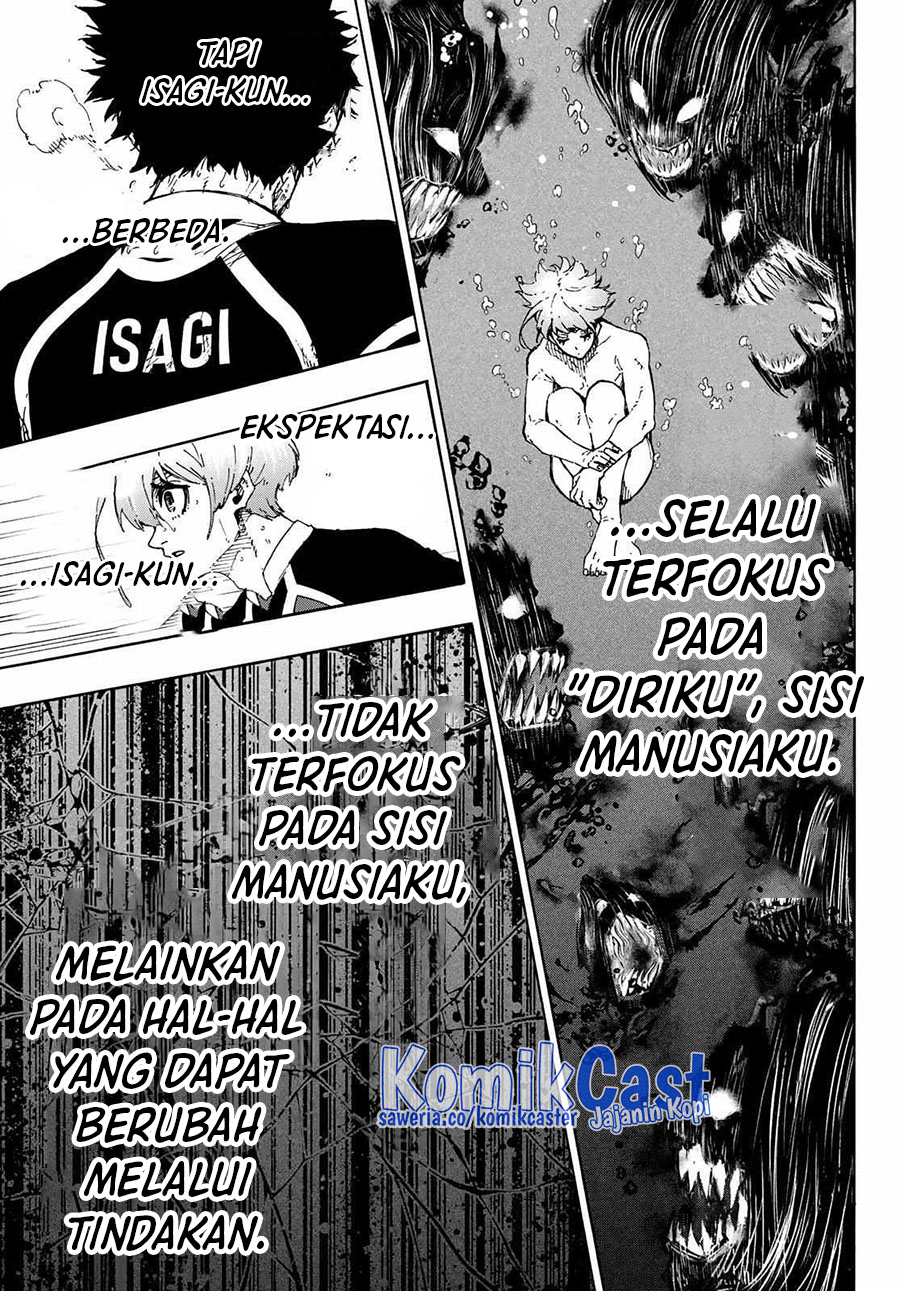 ...SELALU
TERFOKUS
PADA
"DIRIKU", SISI
MANUSIAKU.
TAPI
ISAGI-KUN...
...BERBEDA.
ISAGI
EKSPEKTASI...
...ISAGI-KUN...
...TIDAK
TERFOKUS
PADA SISI
MANUSIAKU,
MELAINKAN
PADA HAL-HAL
YANG DAPAT
BERUBAH
MELALUI
TINDAKAN.
KomikCast
saweria.co/komikcaster Jajanin Kopi